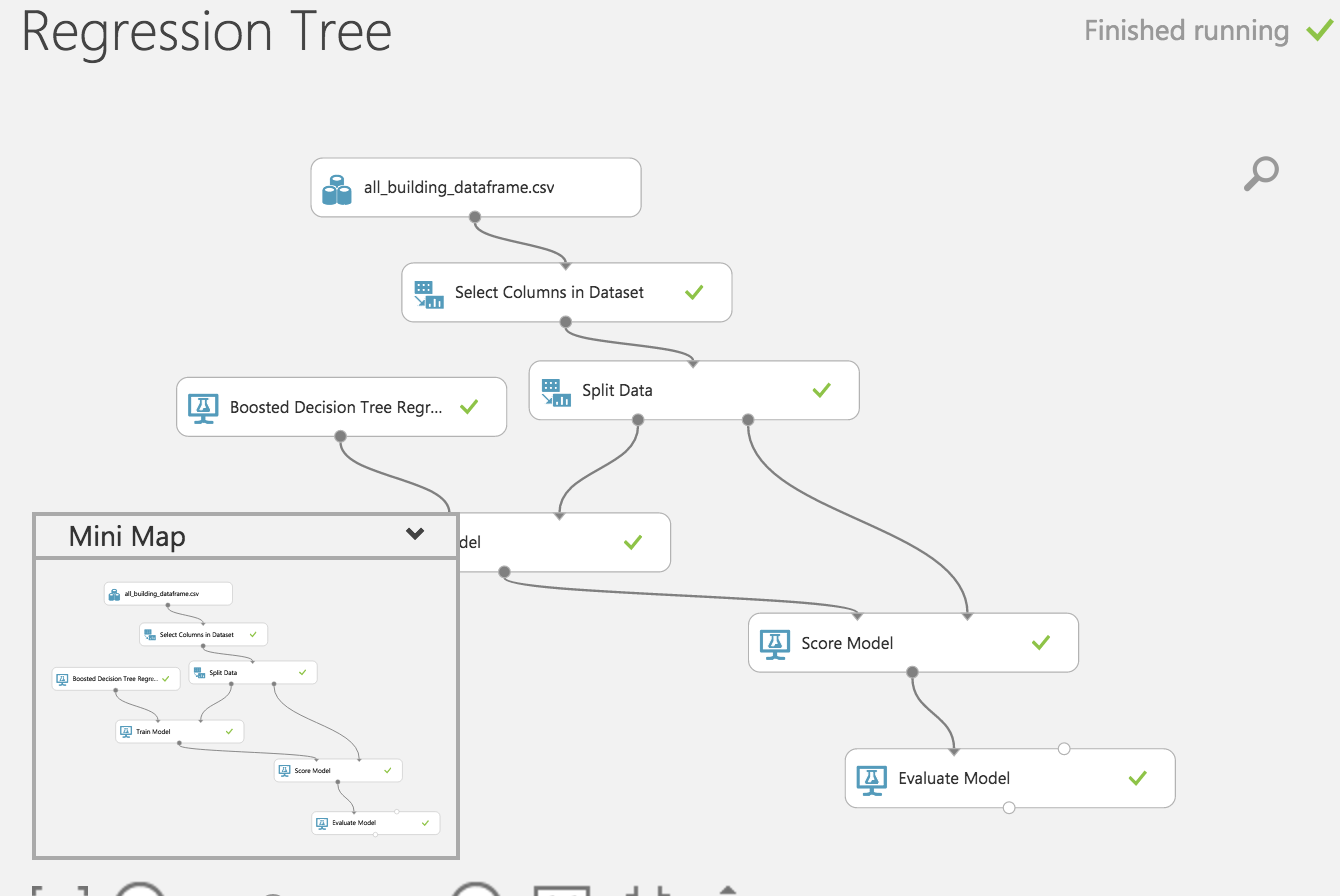 Regression Tree
Finished running
all_building_dataframe.csv
Select Columns in Dataset
Split Data
Boosted Decision Tree Regr...
del
Score Model
Evaluate Model
Mini Map
all_building_dataframe.csv
Select Columns in Dataset
Split Data
Boosted Decision Tree Regr...
Train Model
Score Model
Evaluate Model